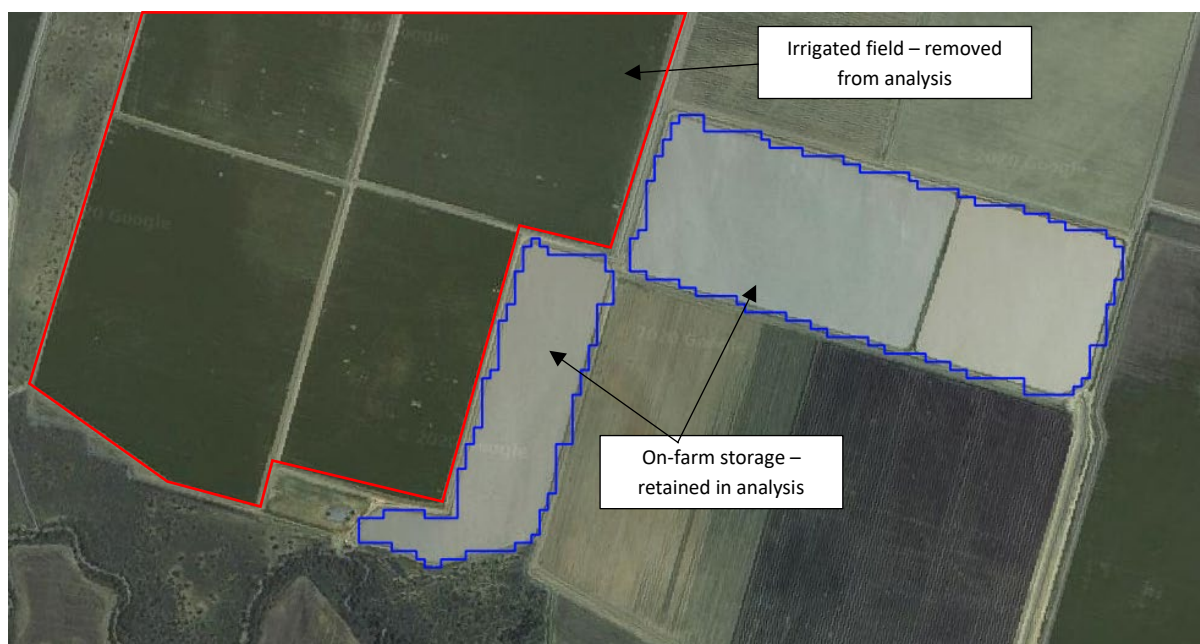 Irrigated field – removed
from analysis
On-farm storage –
retained in analysis